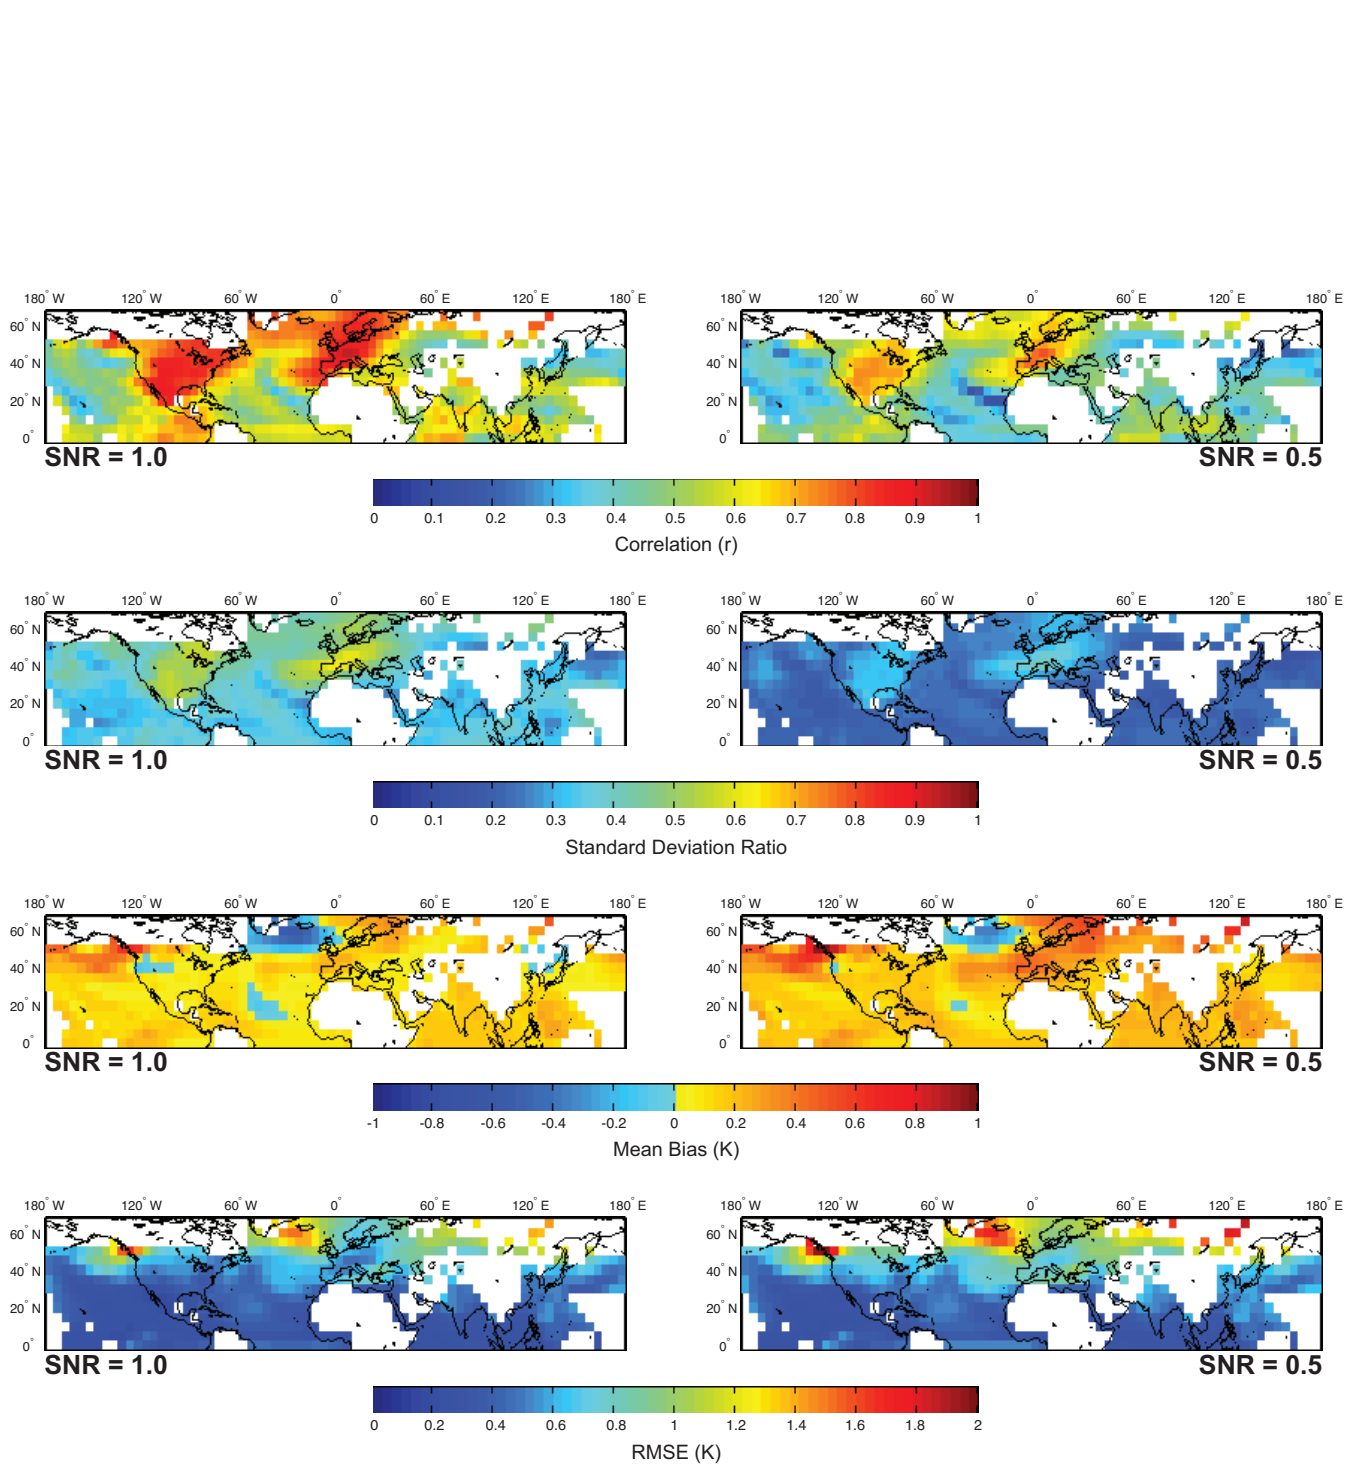 180° W 120° W 60° W 0° 60° E 120° E 180° E 180° W 120° W 60° W 0° 60° E 120° E 180° E
60° N 60° N
40° N 40° N
20° N 20° N
0° 0°
SNR = 1.0 SNR = 0.5
0 0.1 0.2 0.3 0.4 0.5 0.6 0.7 0.8 0.9 1
Correlation (r)
180° W 120° W 60° W 0° 60° E 120° E 180° E 180° W 120° W 60° W 0° 60° E 120° E 180° E
60° N 60° N
40° N 40° N
20° N 20° N
0° 0°
SNR = 1.0 SNR = 0.5
0 0.1 0.2 0.3 0.4 0.5 0.6 0.7 0.8 0.9 1
Standard Deviation Ratio
180° W 120° W 60° W 0° 60° E 120° E 180° E 180° W 120° W 60° W 0° 60° E 120° E 180° E
60° N 60° N
40° N 40° N
20° N 20° N
0° 0°
SNR = 1.0 SNR = 0.5
-1 -0.8 -0.6 -0.4 -0.2 0 0.2 0.4 0.6 0.8 1
Mean Bias (K)
180° W 120° W 60° W 0° 60° E 120° E 180° E 180° W 120° W 60° W 0° 60° E 120° E 180° E
60° N 60° N
40° N 40° N
20° N 20° N
0° 0°
SNR = 1.0 SNR = 0.5
0 0.2 0.4 0.6 0.8 1 1.2 1.4 1.6 1.8 2
RMSE (K)